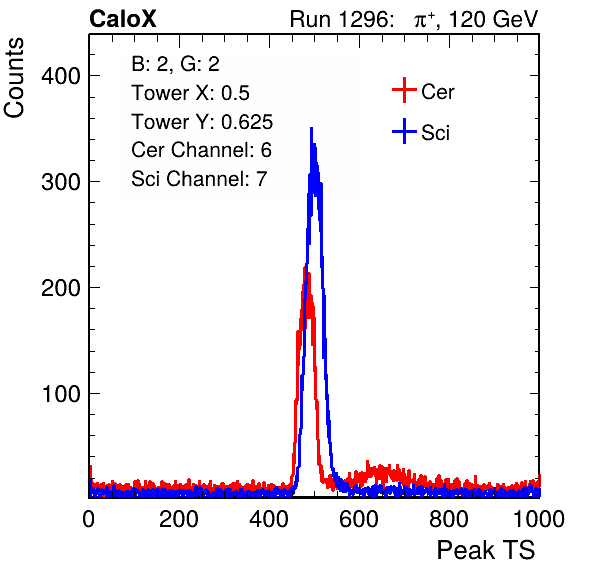 CaloX Run 1296: π⁺, 120 GeV
Counts
B: 2, G: 2
Tower X: 0.5
Tower Y: 0.625
Cer Channel: 6
Sci Channel: 7
Cer
Sci
400
300
200
100
0 200 400 600 800 1000
Peak TS